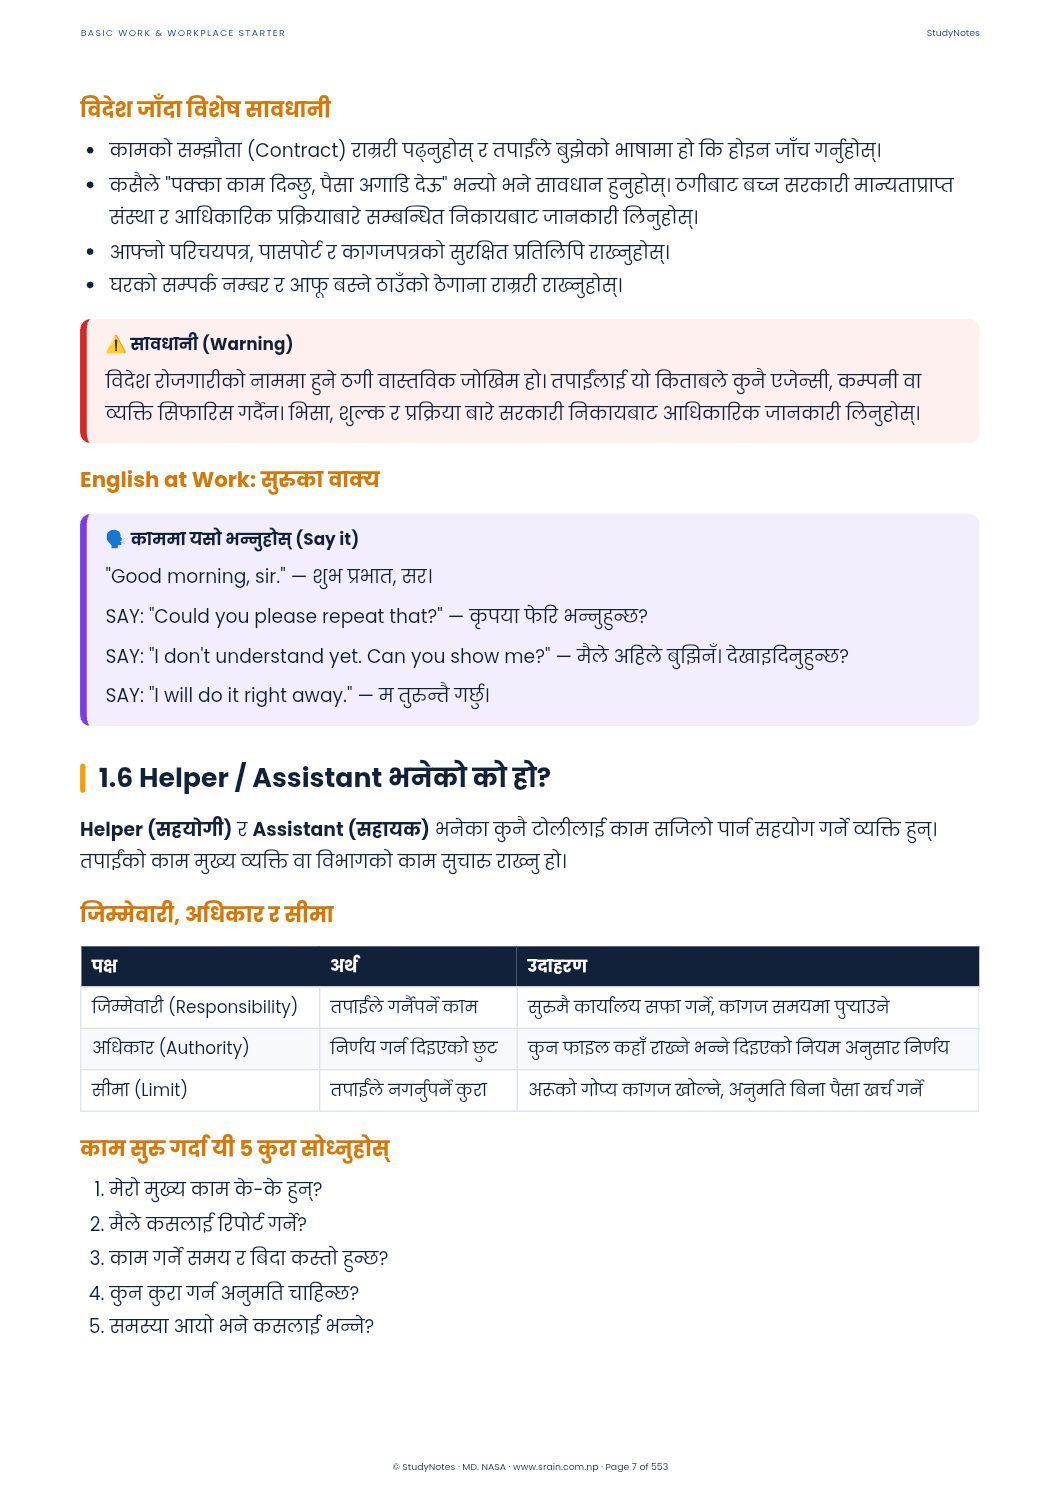 BASIC WORK & WORKPLACE STARTER
StudyNotes
विदेश जाँदा विशेष सावधानी
• कामको सम्झौता (Contract) राम्ररी पढ्नुहोस् र तपाईंले बुझेको भाषामा हो कि होइन जाँच गर्नुहोस्।
• कसैले "पक्का काम दिन्छु, पैसा अगाडि देऊ" भन्यो भने सावधान हुनुहोस्। ठगीबाट बच्न सरकारी मान्यताप्राप्त
संस्था र आधिकारिक प्रक्रियाबारे सम्बन्धित निकायबाट जानकारी लिनुहोस्।
• आफ्नो परिचयपत्र, पासपोर्ट र कागजपत्रको सुरक्षित प्रतिलिपि राख्नुहोस्।
• घरको सम्पर्क नम्बर र आफू बस्ने ठाउँको ठेगाना राम्ररी राख्नुहोस्।
⚠️ सावधानी (Warning)
विदेश रोजगारीको नाममा हुने ठगी वास्तविक जोखिम हो। तपाईंलाई यो किताबले कुनै एजेन्सी, कम्पनी वा
व्यक्ति सिफारिस गर्दैन। भिसा, शुल्क र प्रक्रिया बारे सरकारी निकायबाट आधिकारिक जानकारी लिनुहोस्।
English at Work: सुरुका वाक्य
🗣️ काममा यसो भन्नुहोस् (Say it)
"Good morning, sir." — शुभ प्रभात, सर।
SAY: "Could you please repeat that?" — कृपया फेरि भन्नुहुन्छ?
SAY: "I don't understand yet. Can you show me?" — मैले अहिले बुझिनँ। देखाइदिनुहुन्छ?
SAY: "I will do it right away." — म तुरुन्तै गर्छु।
1.6 Helper / Assistant भनेको को हो?
Helper (सहयोगी) र Assistant (सहायक) भनेका कुनै टोलीलाई काम सजिलो पार्न सहयोग गर्ने व्यक्ति हुन्।
तपाईंको काम मुख्य व्यक्ति वा विभागको काम सुचारु राख्नु हो।
जिम्मेवारी, अधिकार र सीमा
पक्ष अर्थ उदाहरण
जिम्मेवारी (Responsibility) तपाईंले गर्नैपर्ने काम सुरुमै कार्यालय सफा गर्ने, कागज समयमा पुऱ्याउने
अधिकार (Authority) निर्णय गर्न दिइएको छुट कुन फाइल कहाँ राख्ने भन्ने दिइएको नियम अनुसार निर्णय
सीमा (Limit) तपाईंले नगर्नुपर्ने कुरा अरूको गोप्य कागज खोल्ने, अनुमति बिना पैसा खर्च गर्ने
काम सुरु गर्दा यी 5 कुरा सोध्नुहोस्
1. मेरो मुख्य काम के-के हुन्?
2. मैले कसलाई रिपोर्ट गर्ने?
3. काम गर्ने समय र बिदा कस्तो हुन्छ?
4. कुन कुरा गर्न अनुमति चाहिन्छ?
5. समस्या आयो भने कसलाई भन्ने?
© StudyNotes · MD. NASA · www.srain.com.np · Page 7 of 553